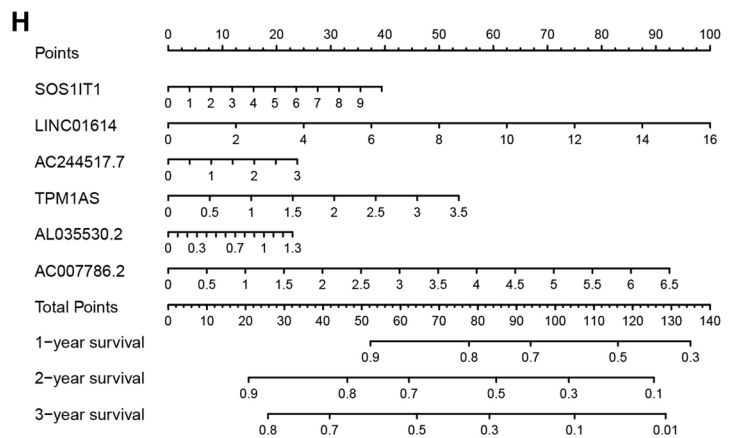 H
0 10 20 30 40 50 60 70 80 90 100
Points
SOS1IT1
0 1 2 3 4 5 6 7 8 9
LINC01614
0 2 4 6 8 10 12 14 16
AC244517.7
0 1 2 3
TPM1AS
0 0.5 1 1.5 2 2.5 3 3.5
AL035530.2
0 0.3 0.7 1 1.3
AC007786.2
0 0.5 1 1.5 2 2.5 3 3.5 4 4.5 5 5.5 6 6.5
Total Points
0 10 20 30 40 50 60 70 80 90 100 110 120 130 140
1−year survival
0.9 0.8 0.7 0.5 0.3
2−year survival
0.9 0.8 0.7 0.5 0.3 0.1
3−year survival
0.8 0.7 0.5 0.3 0.1 0.01